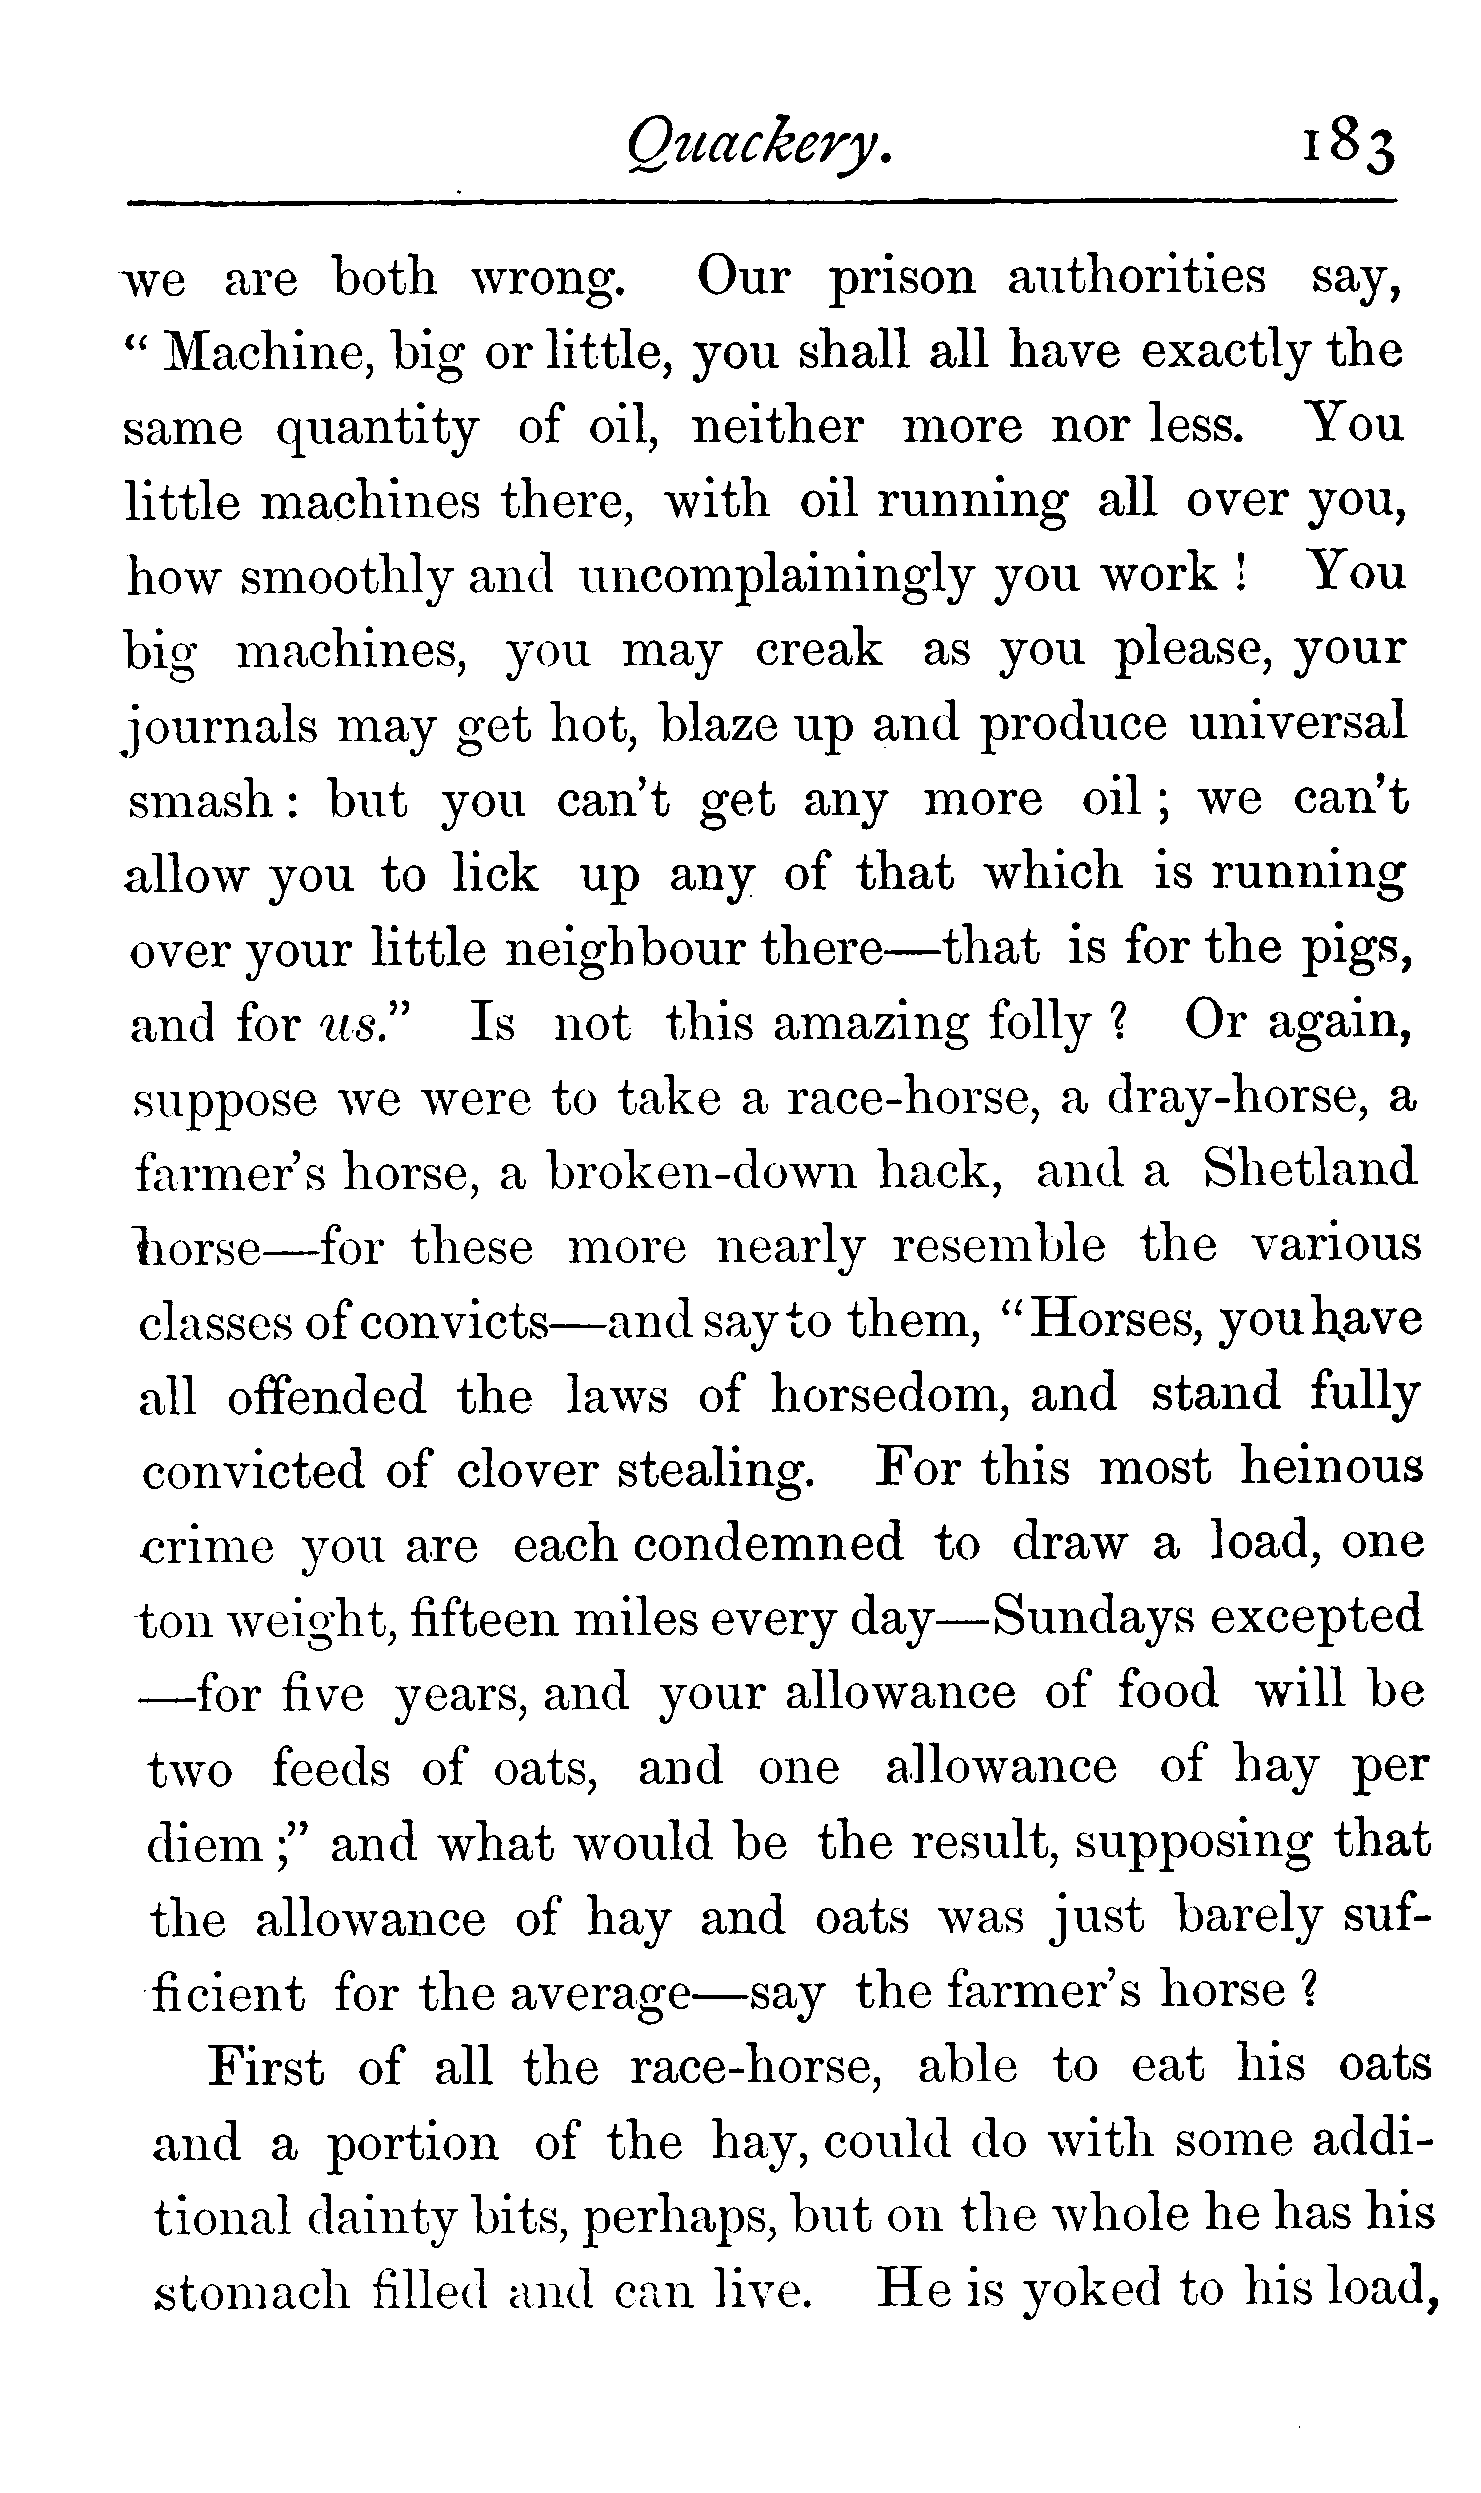 Quackery. 183
we are both wrong. Our prison authorities say,
“ Machine, big or little, you shall all have exactly the
same quantity of oil, neither more nor less. You
little machines there, with oil running all over you,
how smoothly and uncomplainingly you work ! You
big machines, you may creak as you please, your
journals may get hot, blaze up and produce universal
smash : but you can’t get any more oil ; we can’t
allow you to lick up any of that which is running
over your little neighbour there—that is for the pigs,
and for us.” Is not this amazing folly ? Or again,
suppose we were to take a race-horse, a dray-horse, a
farmer’s horse, a broken-down hack, and a Shetland
horse—for these more nearly resemble the various
classes of convicts—and say to them, “Horses, you have
all offended the laws of horsedom, and stand fully
convicted of clover stealing. For this most heinous
crime you are each condemned to draw a load, one
ton weight, fifteen miles every day—Sundays excepted
—for five years, and your allowance of food will be
two feeds of oats, and one allowance of hay per
diem ;” and what would be the result, supposing that
the allowance of hay and oats was just barely suf-
ficient for the average—say the farmer’s horse ?
First of all the race-horse, able to eat his oats
and a portion of the hay, could do with some addi-
tional dainty bits, perhaps, but on the whole he has his
stomach filled and can live. He is yoked to his load,